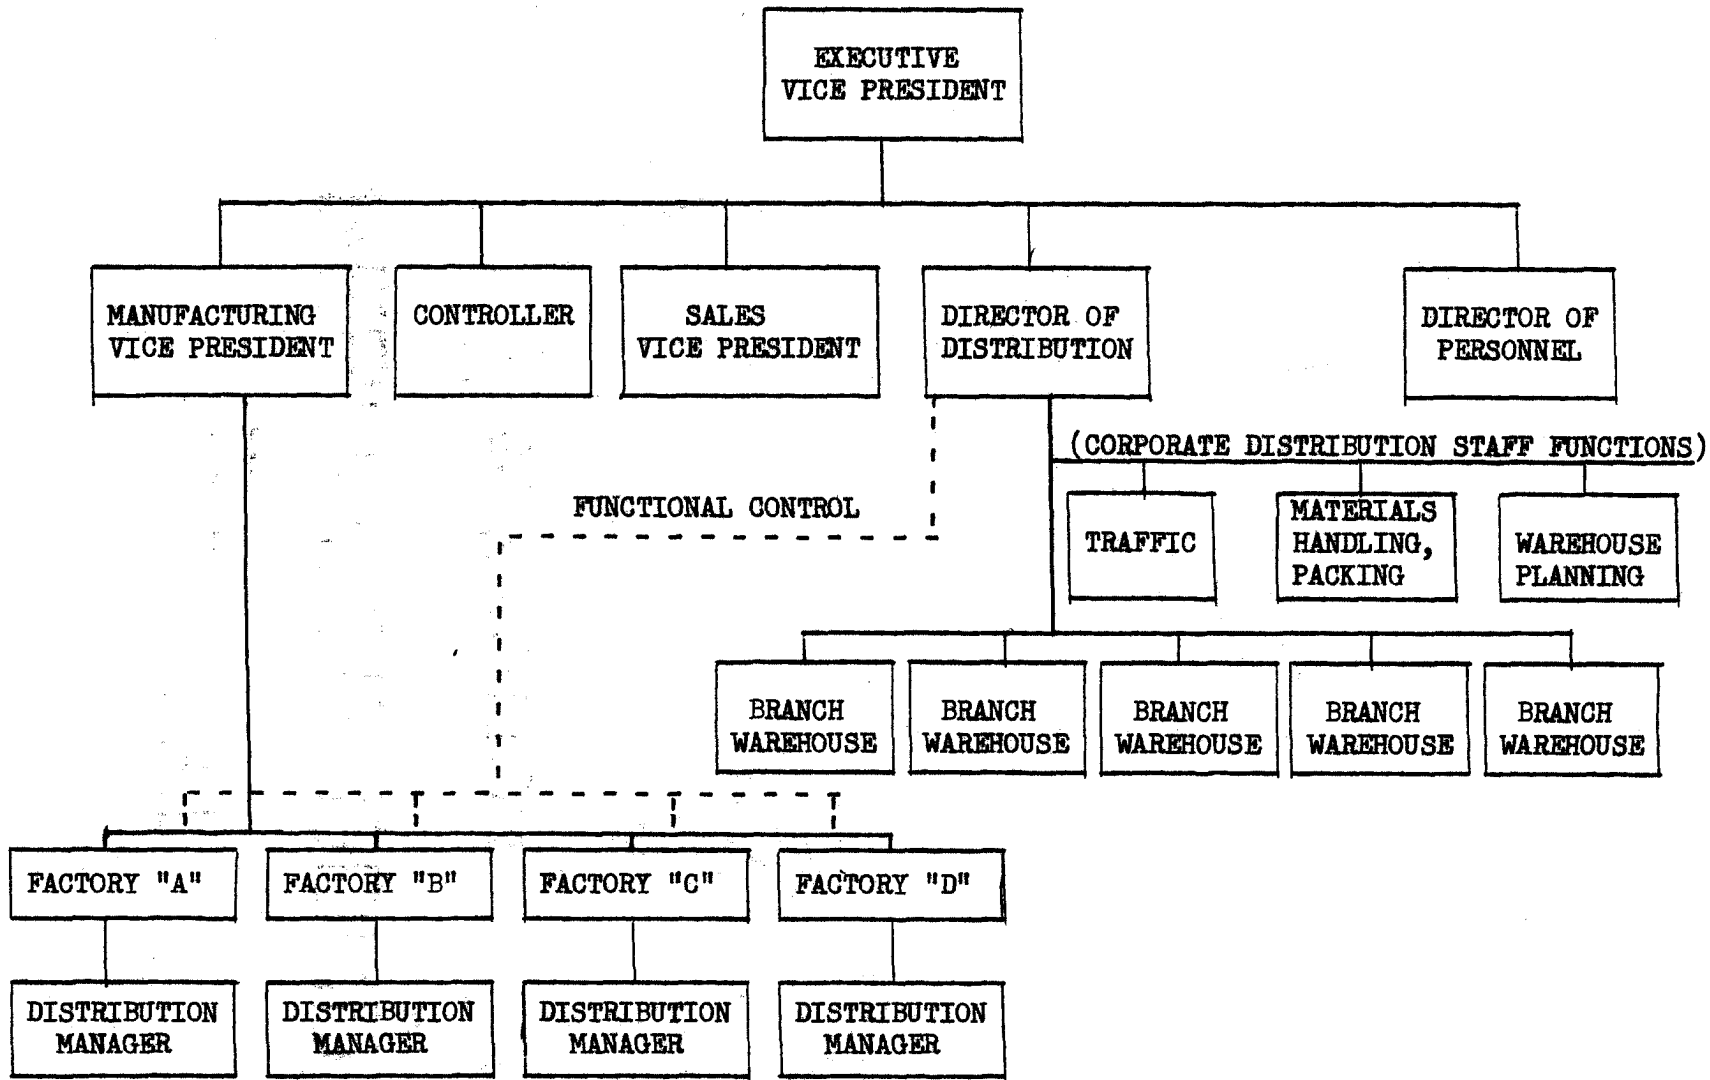 EXECUTIVE
VICE PRESIDENT
MANUFACTURING
VICE PRESIDENT
CONTROLLER
SALES
VICE PRESIDENT
DIRECTOR OF
DISTRIBUTION
DIRECTOR OF
PERSONNEL
(CORPORATE DISTRIBUTION STAFF FUNCTIONS)
FUNCTIONAL CONTROL
TRAFFIC
MATERIALS
HANDLING,
PACKING
WAREHOUSE
PLANNING
BRANCH
WAREHOUSE
BRANCH
WAREHOUSE
BRANCH
WAREHOUSE
BRANCH
WAREHOUSE
BRANCH
WAREHOUSE
FACTORY "A"
FACTORY "B"
FACTORY "C"
FACTORY "D"
DISTRIBUTION
MANAGER
DISTRIBUTION
MANAGER
DISTRIBUTION
MANAGER
DISTRIBUTION
MANAGER